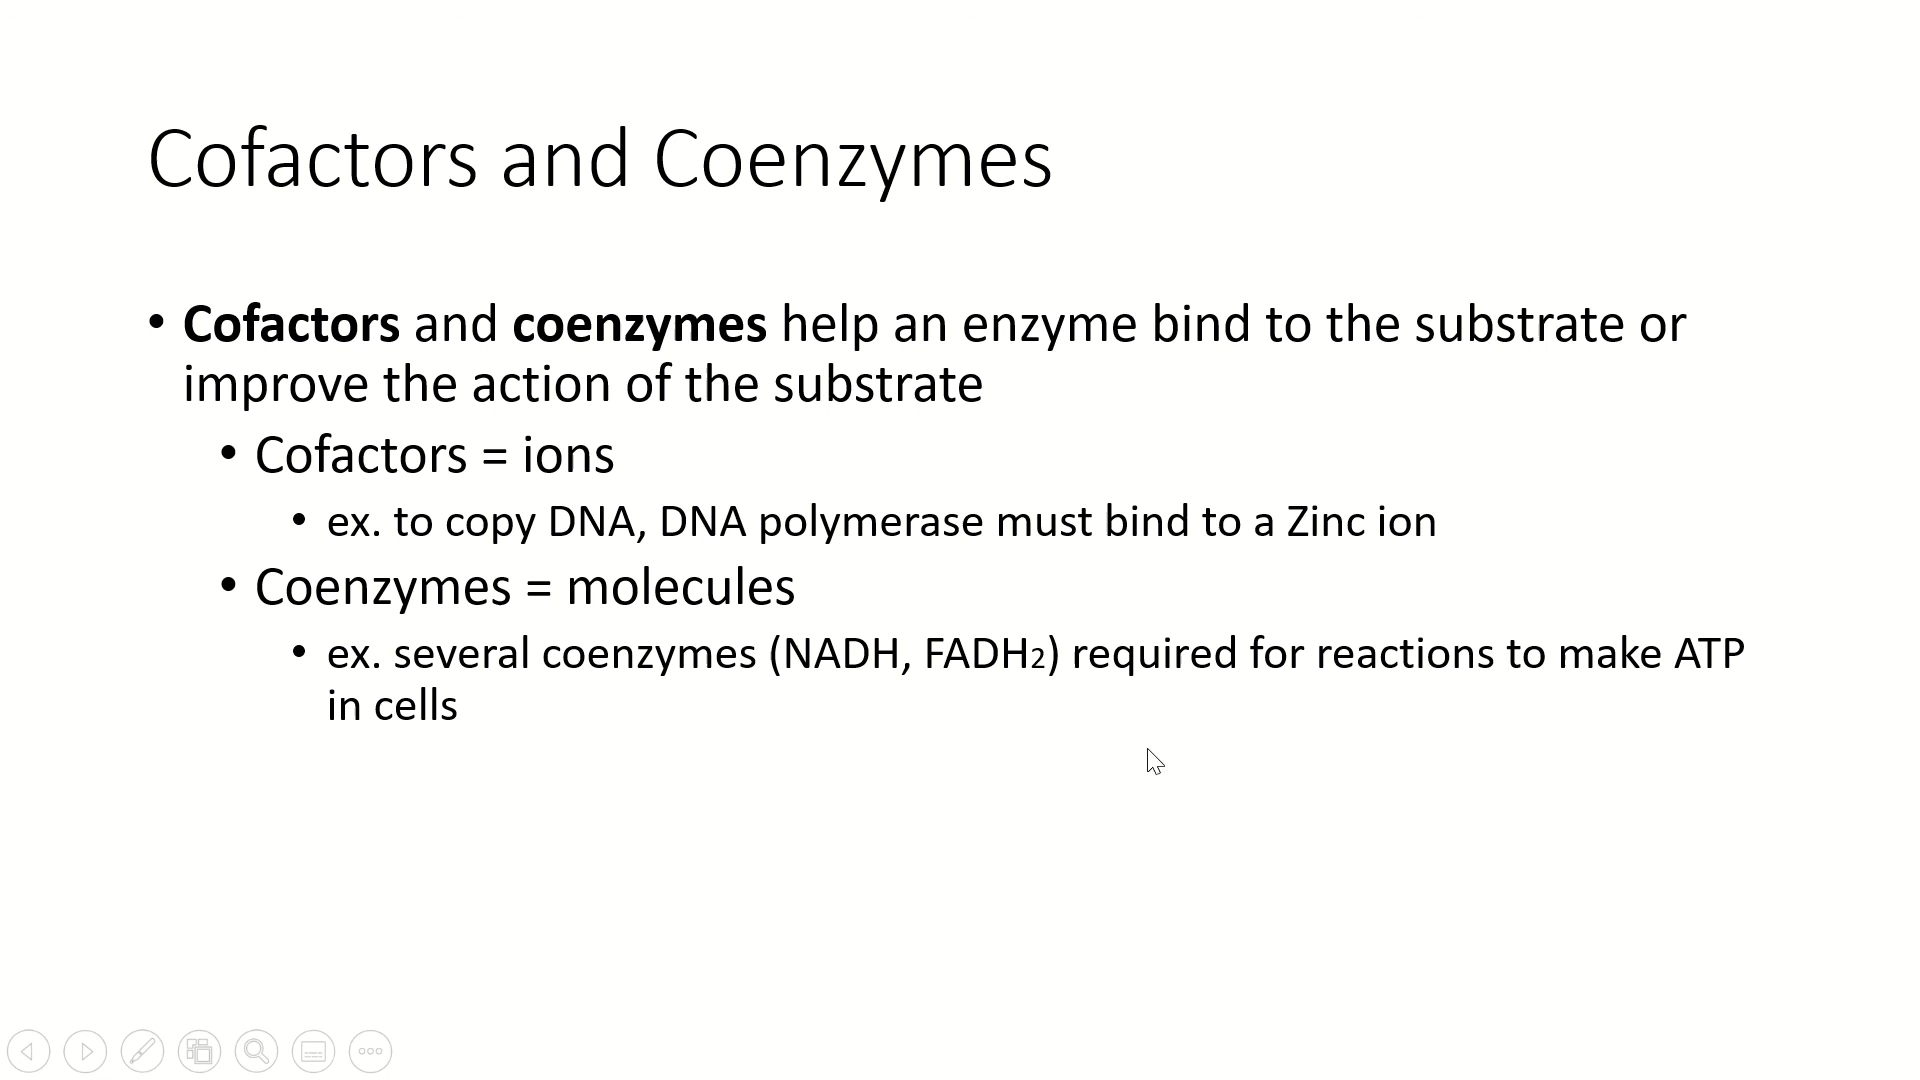 Cofactors and Coenzymes
• Cofactors and coenzymes help an enzyme bind to the substrate or
improve the action of the substrate
• Cofactors = ions
• ex. to copy DNA, DNA polymerase must bind to a Zinc ion
• Coenzymes = molecules
• ex. several coenzymes (NADH, FADH₂) required for reactions to make ATP
in cells